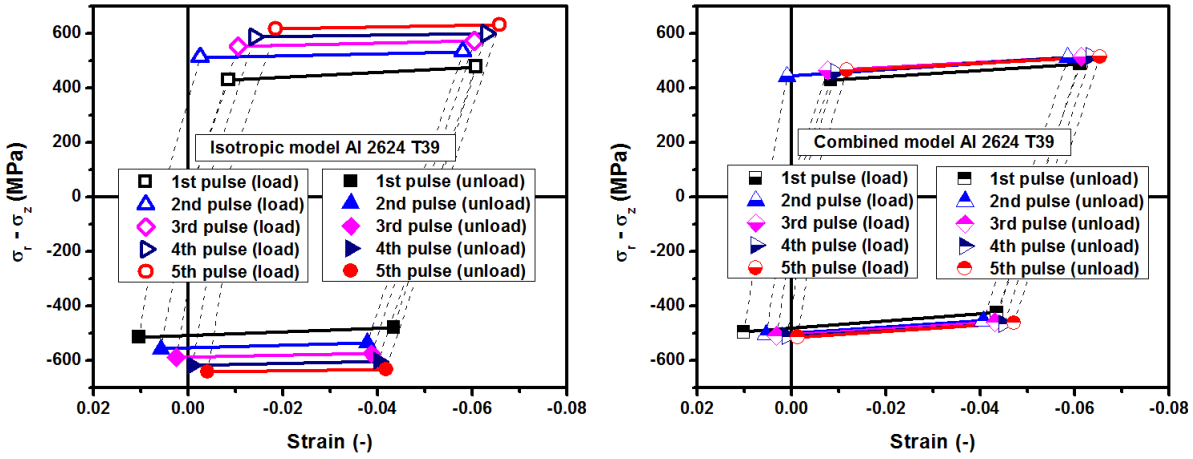 600
400
200
0
-200
-400
-600
σr - σz (MPa)
Isotropic model Al 2624 T39
1st pulse (load)
2nd pulse (load)
3rd pulse (load)
4th pulse (load)
5th pulse (load)
1st pulse (unload)
2nd pulse (unload)
3rd pulse (unload)
4th pulse (unload)
5th pulse (unload)
0.02 0.00 -0.02 -0.04 -0.06 -0.08
Strain (-)
600
400
200
0
-200
-400
-600
σr - σz (MPa)
Combined model Al 2624 T39
1st pulse (load)
2nd pulse (load)
3rd pulse (load)
4th pulse (load)
5th pulse (load)
1st pulse (unload)
2nd pulse (unload)
3rd pulse (unload)
4th pulse (unload)
5th pulse (unload)
0.02 0.00 -0.02 -0.04 -0.06 -0.08
Strain (-)